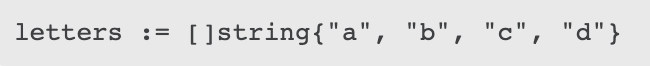 letters := []string{"a", "b", "c", "d"}